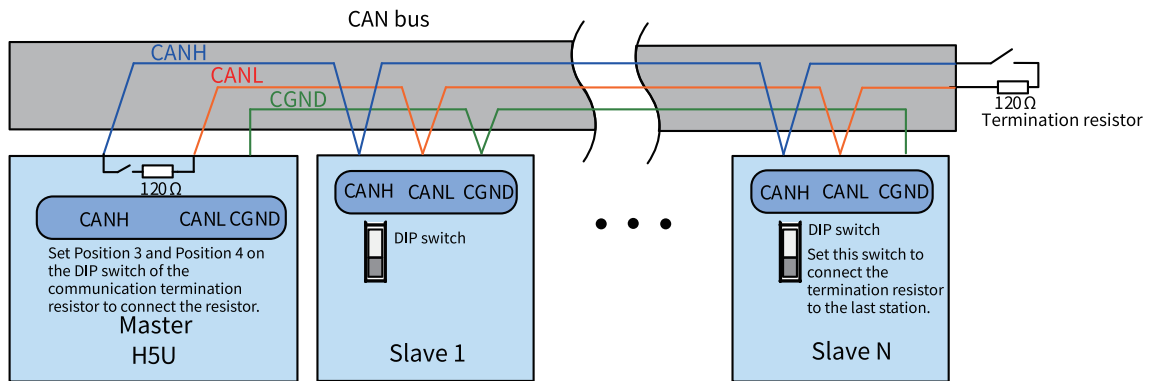 CAN bus
CANH
CANL
CGND
120Ω
Termination resistor
120Ω
CANH CANL CGND
Set Position 3 and Position 4 on
the DIP switch of the
communication termination
resistor to connect the resistor.
Master
H5U
CANH CANL CGND
DIP switch
Slave 1
CANH CANL CGND
DIP switch
Set this switch to
connect the
termination resistor
to the last station.
Slave N